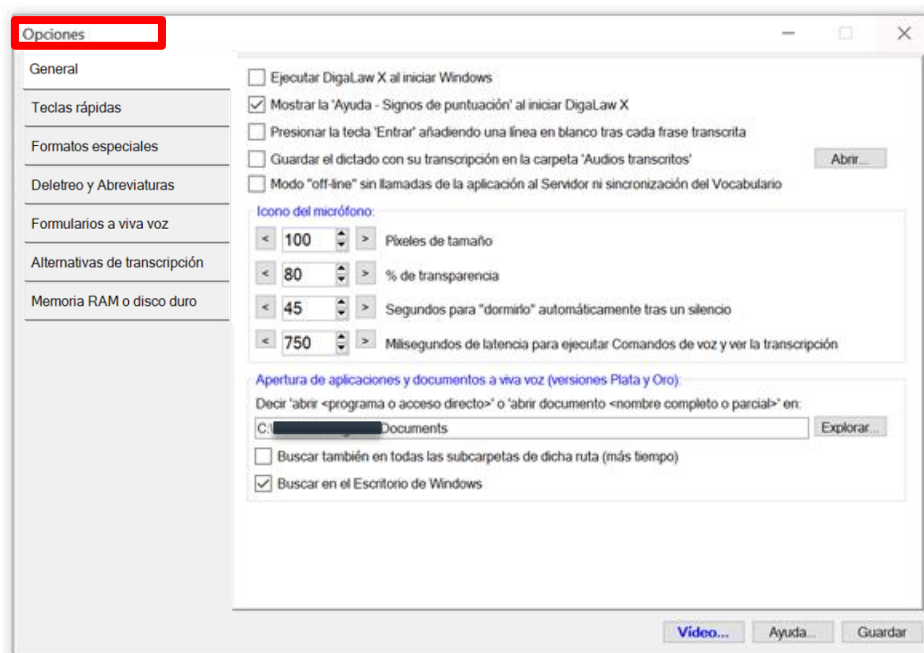 Opciones
General
Teclas rápidas
Formatos especiales
Deletreo y Abreviaturas
Formularios a viva voz
Alternativas de transcripción
Memoria RAM o disco duro
Ejecutar DigaLaw X al iniciar Windows
Mostrar la 'Ayuda - Signos de puntuación' al iniciar DigaLaw X
Presionar la tecla 'Entrar' añadiendo una línea en blanco tras cada frase transcrita
Guardar el dictado con su transcripción en la carpeta 'Audios transcritos' Abrir...
Modo "off-line" sin llamadas de la aplicación al Servidor ni sincronización del Vocabulario
Icono del micrófono:
< 100 > Píxeles de tamaño
< 80 > % de transparencia
< 45 > Segundos para "dormirlo" automáticamente tras un silencio
< 750 > Milisegundos de latencia para ejecutar Comandos de voz y ver la transcripción
Apertura de aplicaciones y documentos a viva voz (versiones Plata y Oro):
Decir 'abrir <programa o acceso directo>' o 'abrir documento <nombre completo o parcial>' en:
C:\ Documents Explorar...
Buscar también en todas las subcarpetas de dicha ruta (más tiempo)
Buscar en el Escritorio de Windows
Vídeo... Ayuda... Guardar